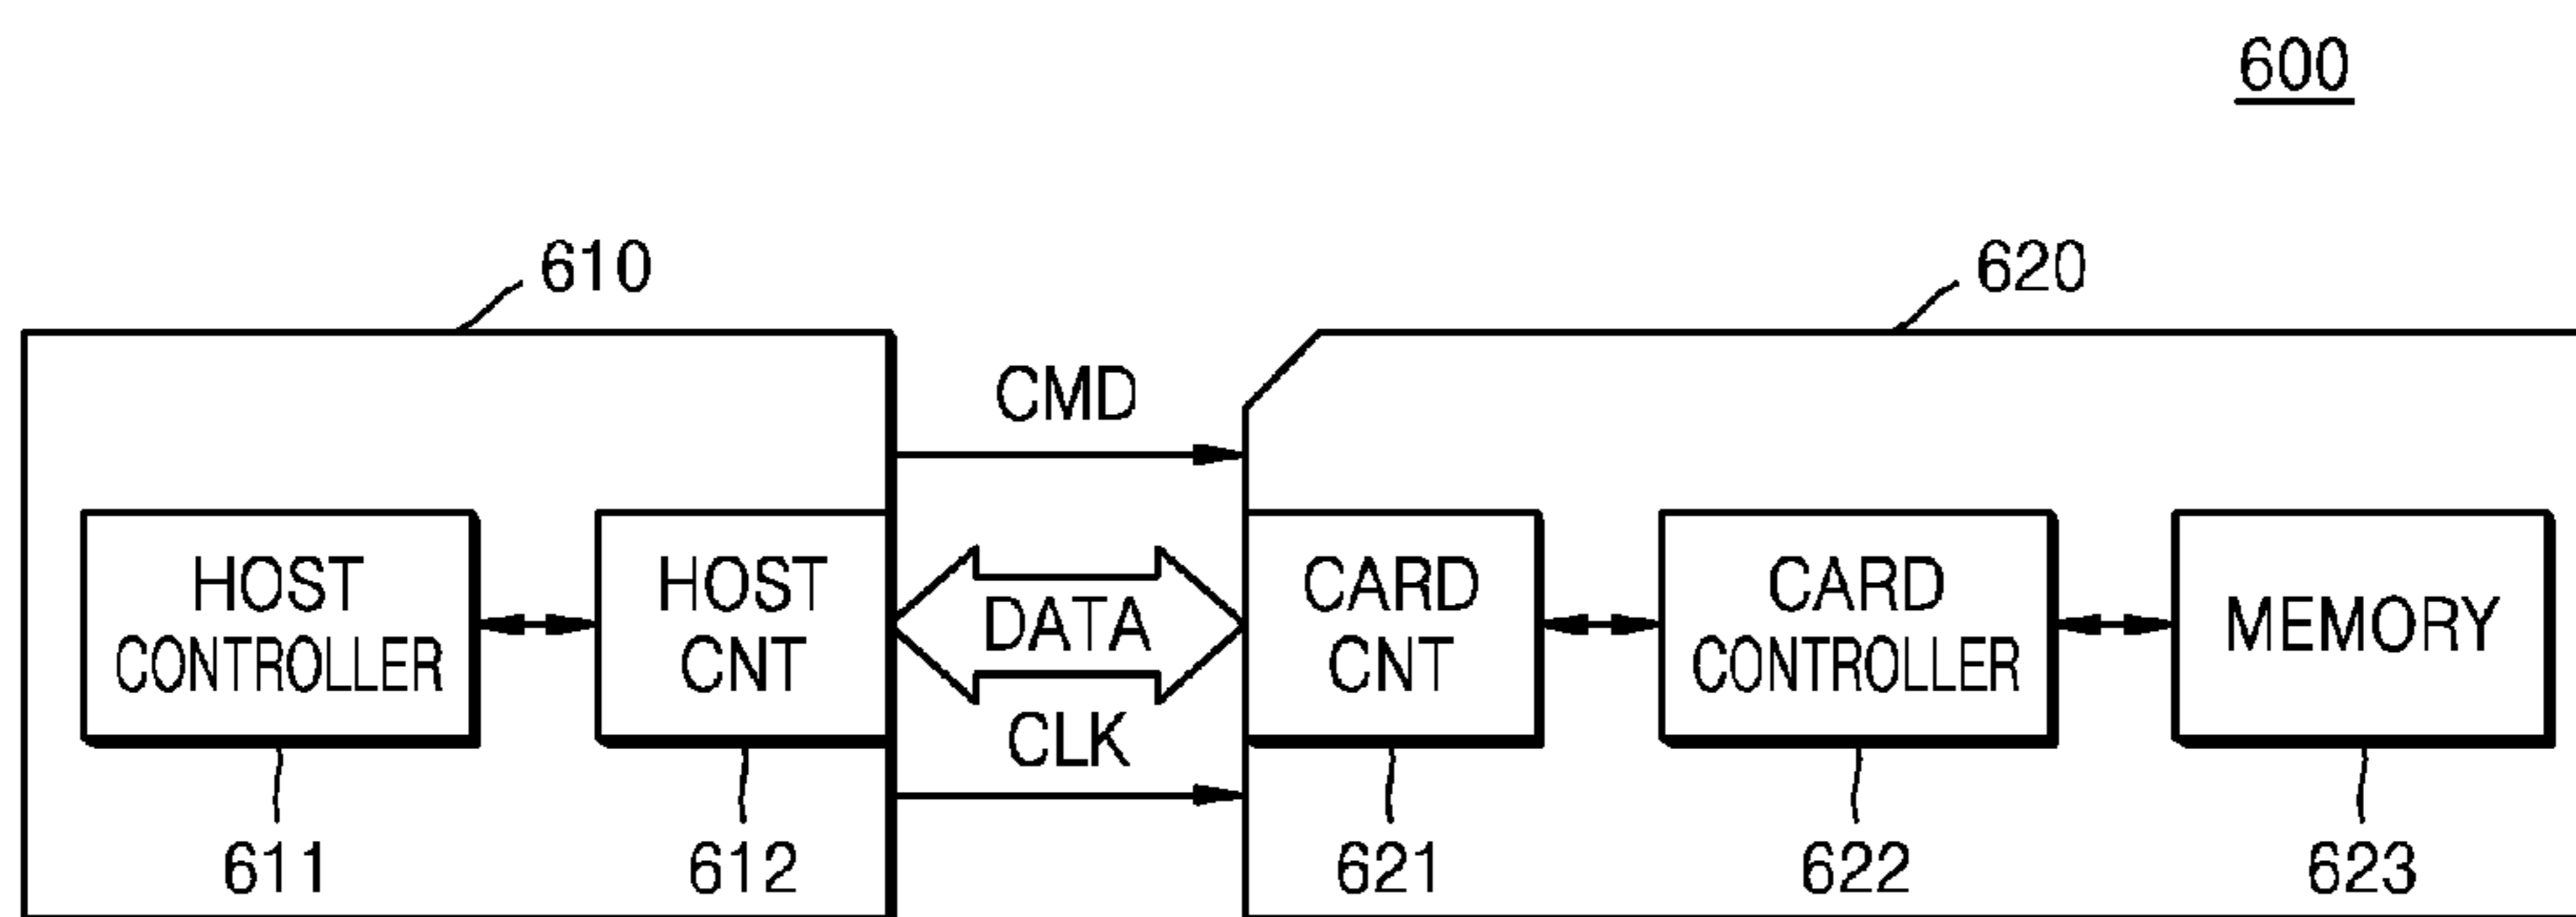 600
610
620
CMD
HOST
CONTROLLER
HOST
CNT
DATA
CARD
CNT
CARD
CONTROLLER
MEMORY
CLK
611
612
621
622
623